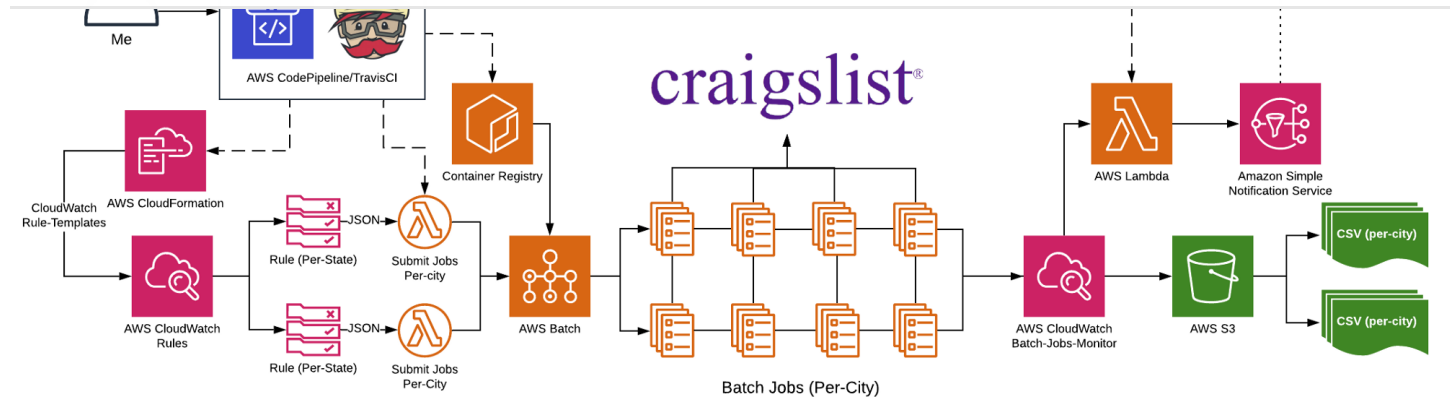 Me
AWS CodePipeline/TravisCI
craigslist®
Container Registry
AWS CloudFormation
AWS Lambda
Amazon Simple
Notification Service
CloudWatch
Rule-Templates
JSON
Rule (Per-State)
Submit Jobs
Per-city
CSV (per-city)
AWS CloudWatch
Rules
JSON
Rule (Per-State)
Submit Jobs
Per-City
AWS Batch
AWS CloudWatch
Batch-Jobs-Monitor
AWS S3
CSV (per-city)
Batch Jobs (Per-City)